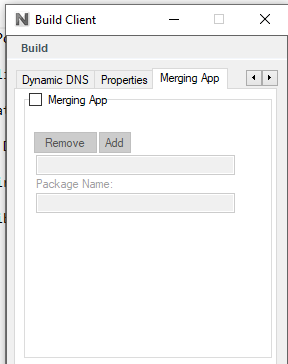 Build Client
Build
Dynamic DNS Properties Merging App
Merging App
Remove Add
Package Name: